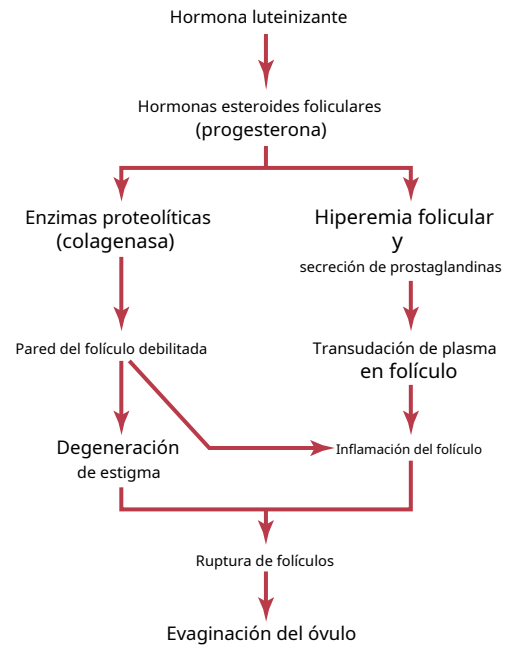 Hormona luteinizante
Hormonas esteroides foliculares
(progesterona)
Enzimas proteolíticas
(colagenasa)
Hiperemia folicular
y
secreción de prostaglandinas
Pared del folículo debilitada
Transudación de plasma
en folículo
Degeneración
de estigma
Inflamación del folículo
Ruptura de folículos
Evaginación del óvulo